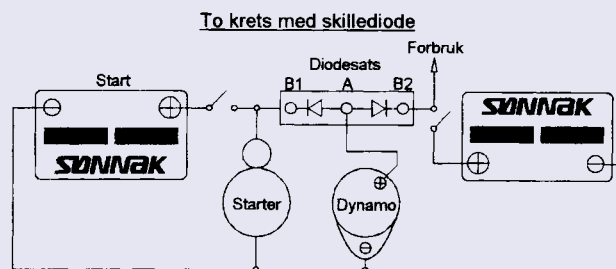 To krets med skillediode
Forbruk
Diodesats
Start
B1 A B2
SØNNAK
SØNNAK
Starter
Dynamo